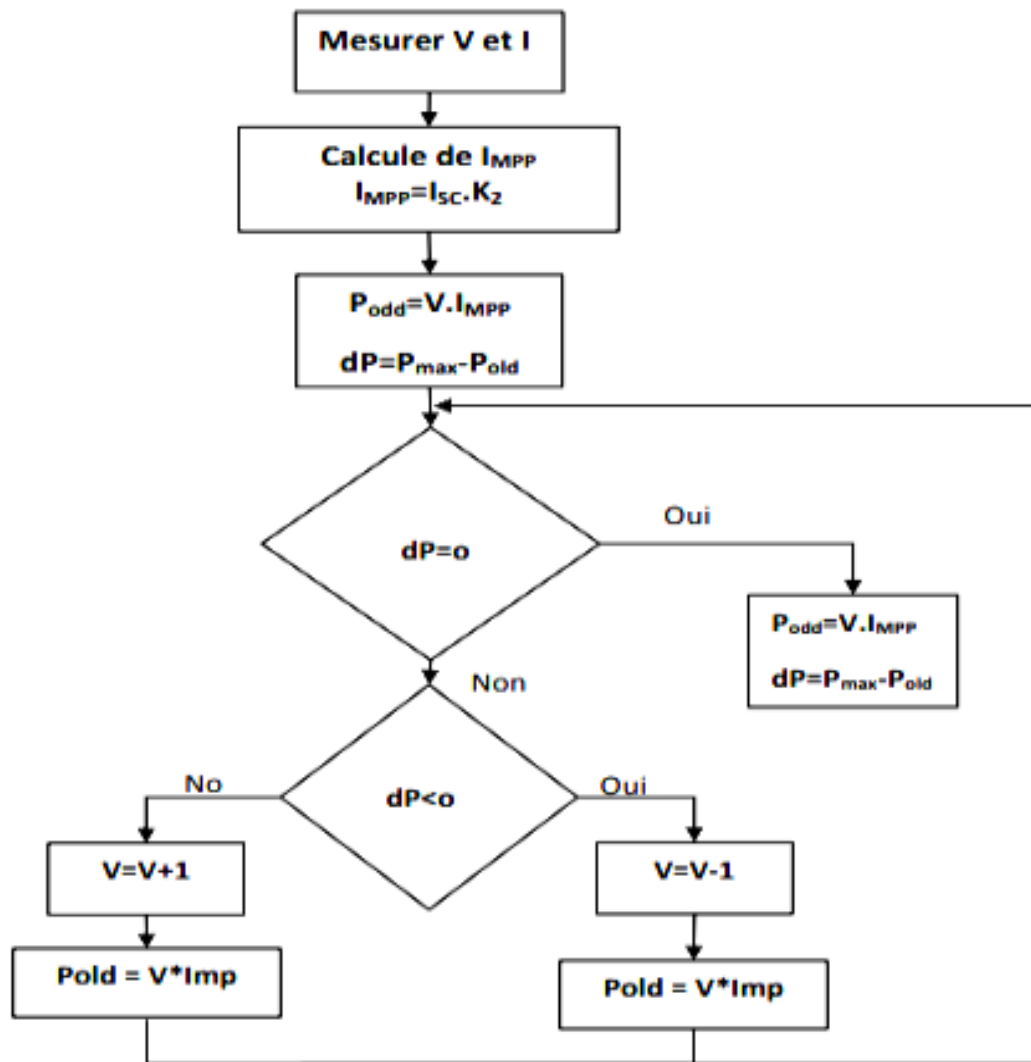 Mesurer V et I
Calcule de IMPP
IMPP=ISC.K2
Podd=V.IMPP
dP=Pmax-Pold
dP=o
Oui
Podd=V.IMPP
dP=Pmax-Pold
Non
dP<o
No
Oui
V=V+1
V=V-1
Pold = V*Imp
Pold = V*Imp